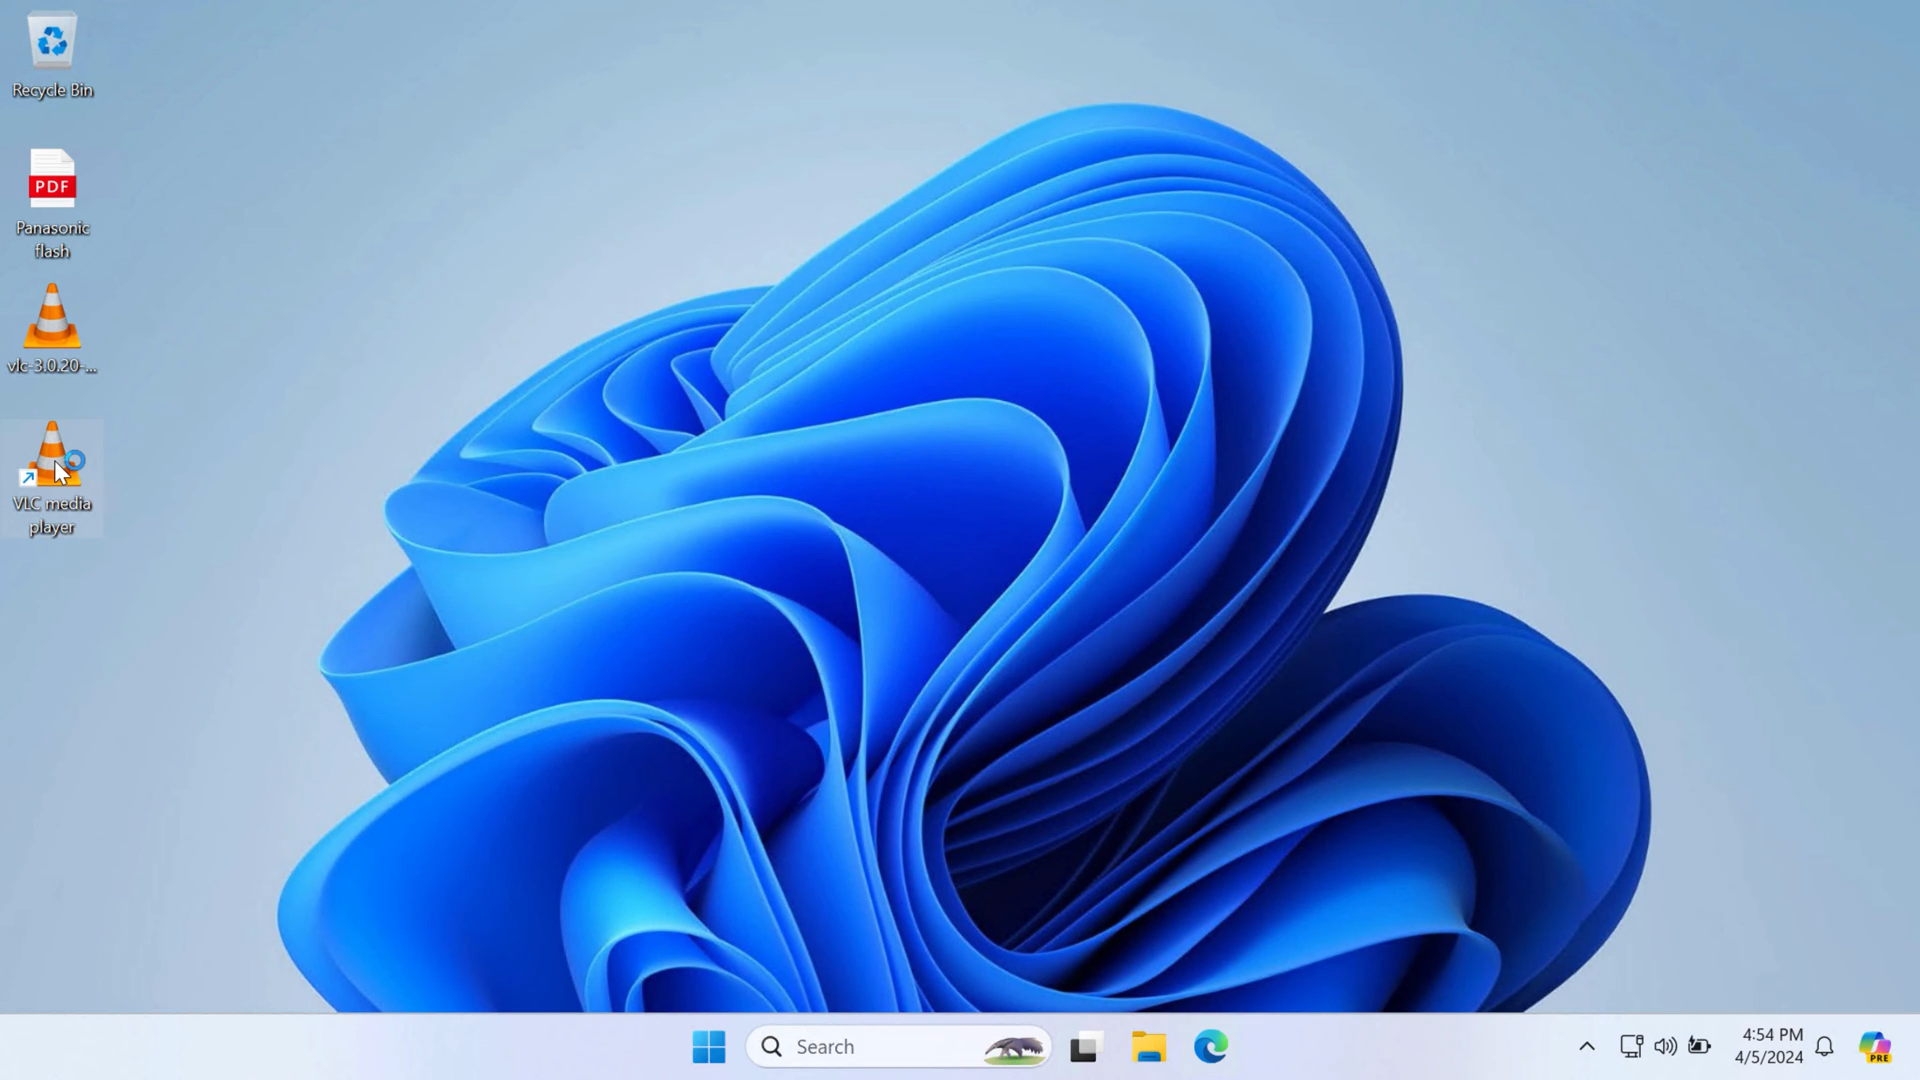 Recycle Bin
PDF
Panasonic
flash
vlc-3.0.20-...
VLC media
player
Search
4:54 PM
4/5/2024
PRE